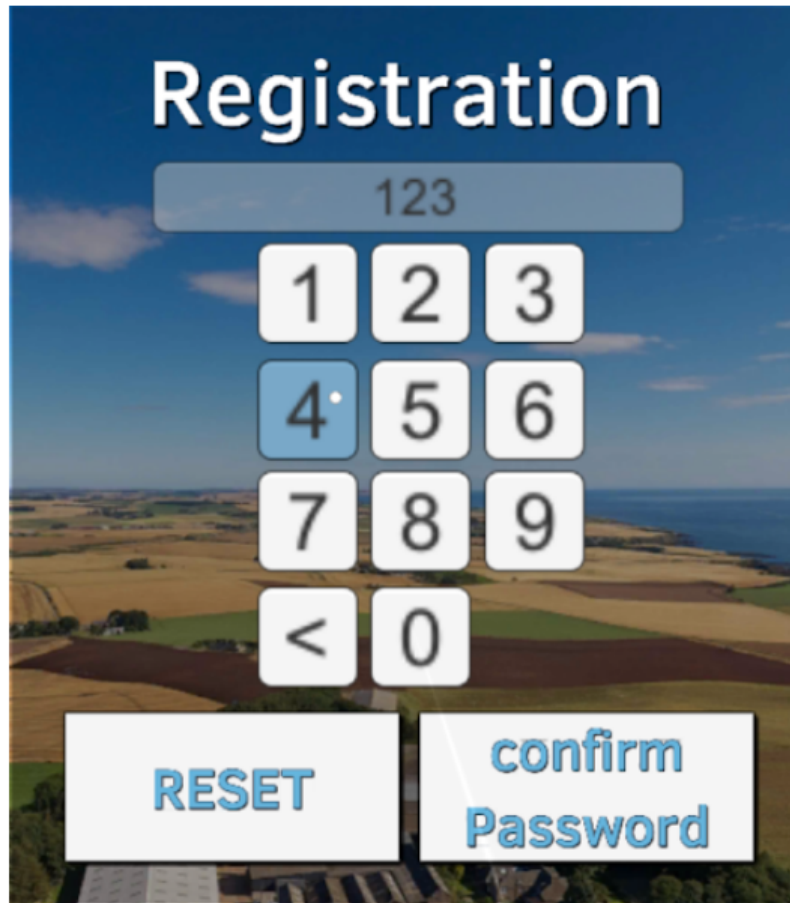 Registration
123
1 2 3
4 5 6
7 8 9
< 0
RESET
confirm
Password